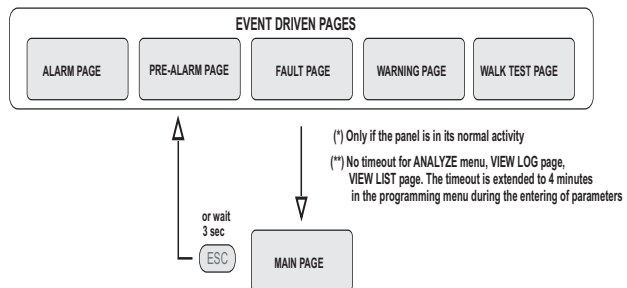 EVENT DRIVEN PAGES
ALARM PAGE
PRE-ALARM PAGE
FAULT PAGE
WARNING PAGE
WALK TEST PAGE
(*) Only if the panel is in its normal activity
(**) No timeout for ANALYZE menu, VIEW LOG page,
VIEW LIST page. The timeout is extended to 4 minutes
in the programming menu during the entering of parameters
or wait
3 sec
ESC
MAIN PAGE